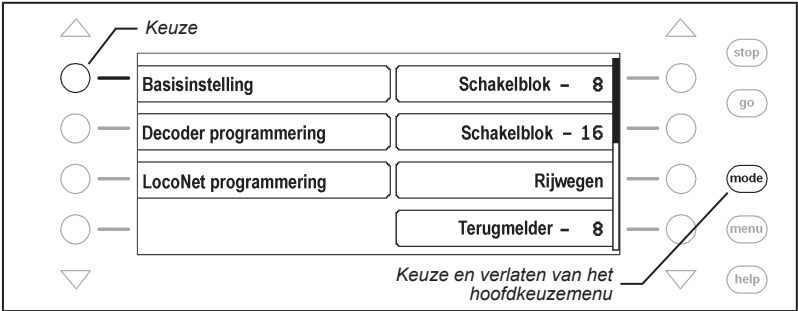 Keuze
stop
Basisinstelling
Schakelblok – 8
go
Decoder programmering
Schakelblok – 16
LocoNet programmering
Rijwegen
mode
Terugmelder – 8
menu
Keuze en verlaten van het
hoofdkeuzemenu
help